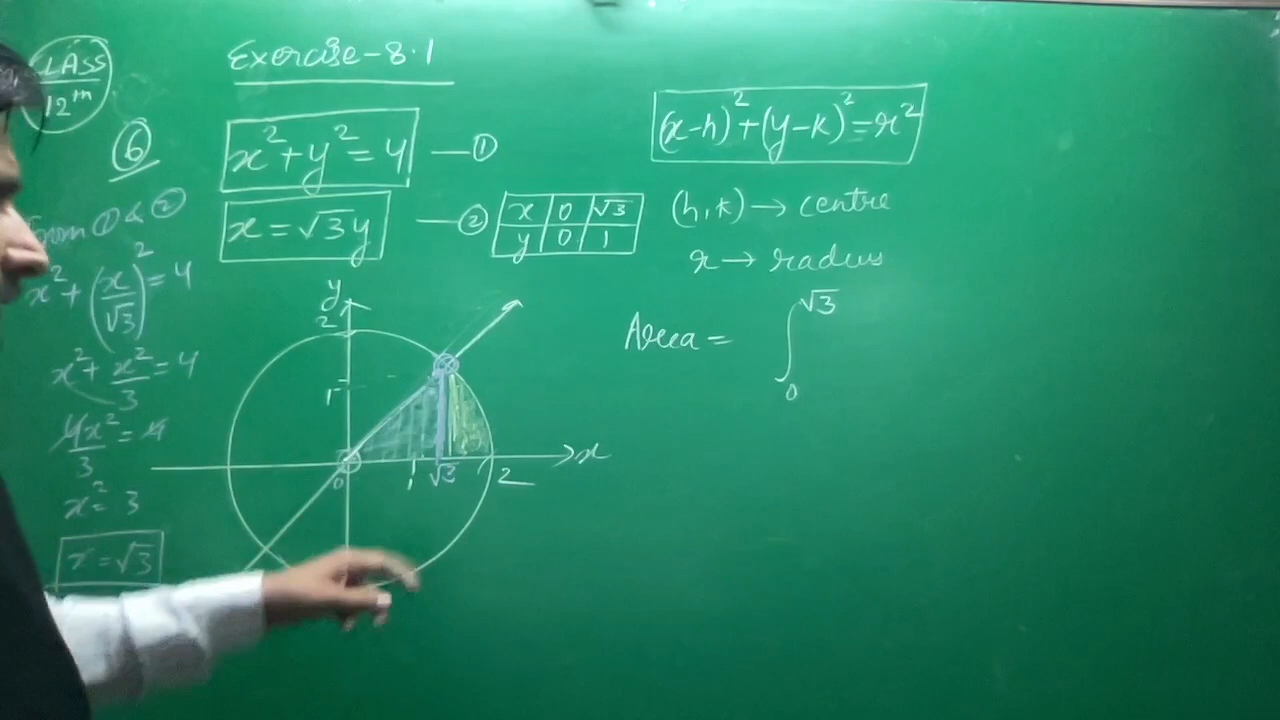 CLASS
12th
Exercise-8.1
6
x² + y² = 4 — ①
x = √3 y — ②
x 0 √3
y 0 1
(x-h)² + (y-k)² = r²
(h,k) → centre
r → radius
From ① & ②
x² + (x/√3)² = 4
x² + x²/3 = 4
4x²/3 = 4
x² = 3
x = √3
y
2
1
0
1
√3
2
x
Area = ∫₀^√3